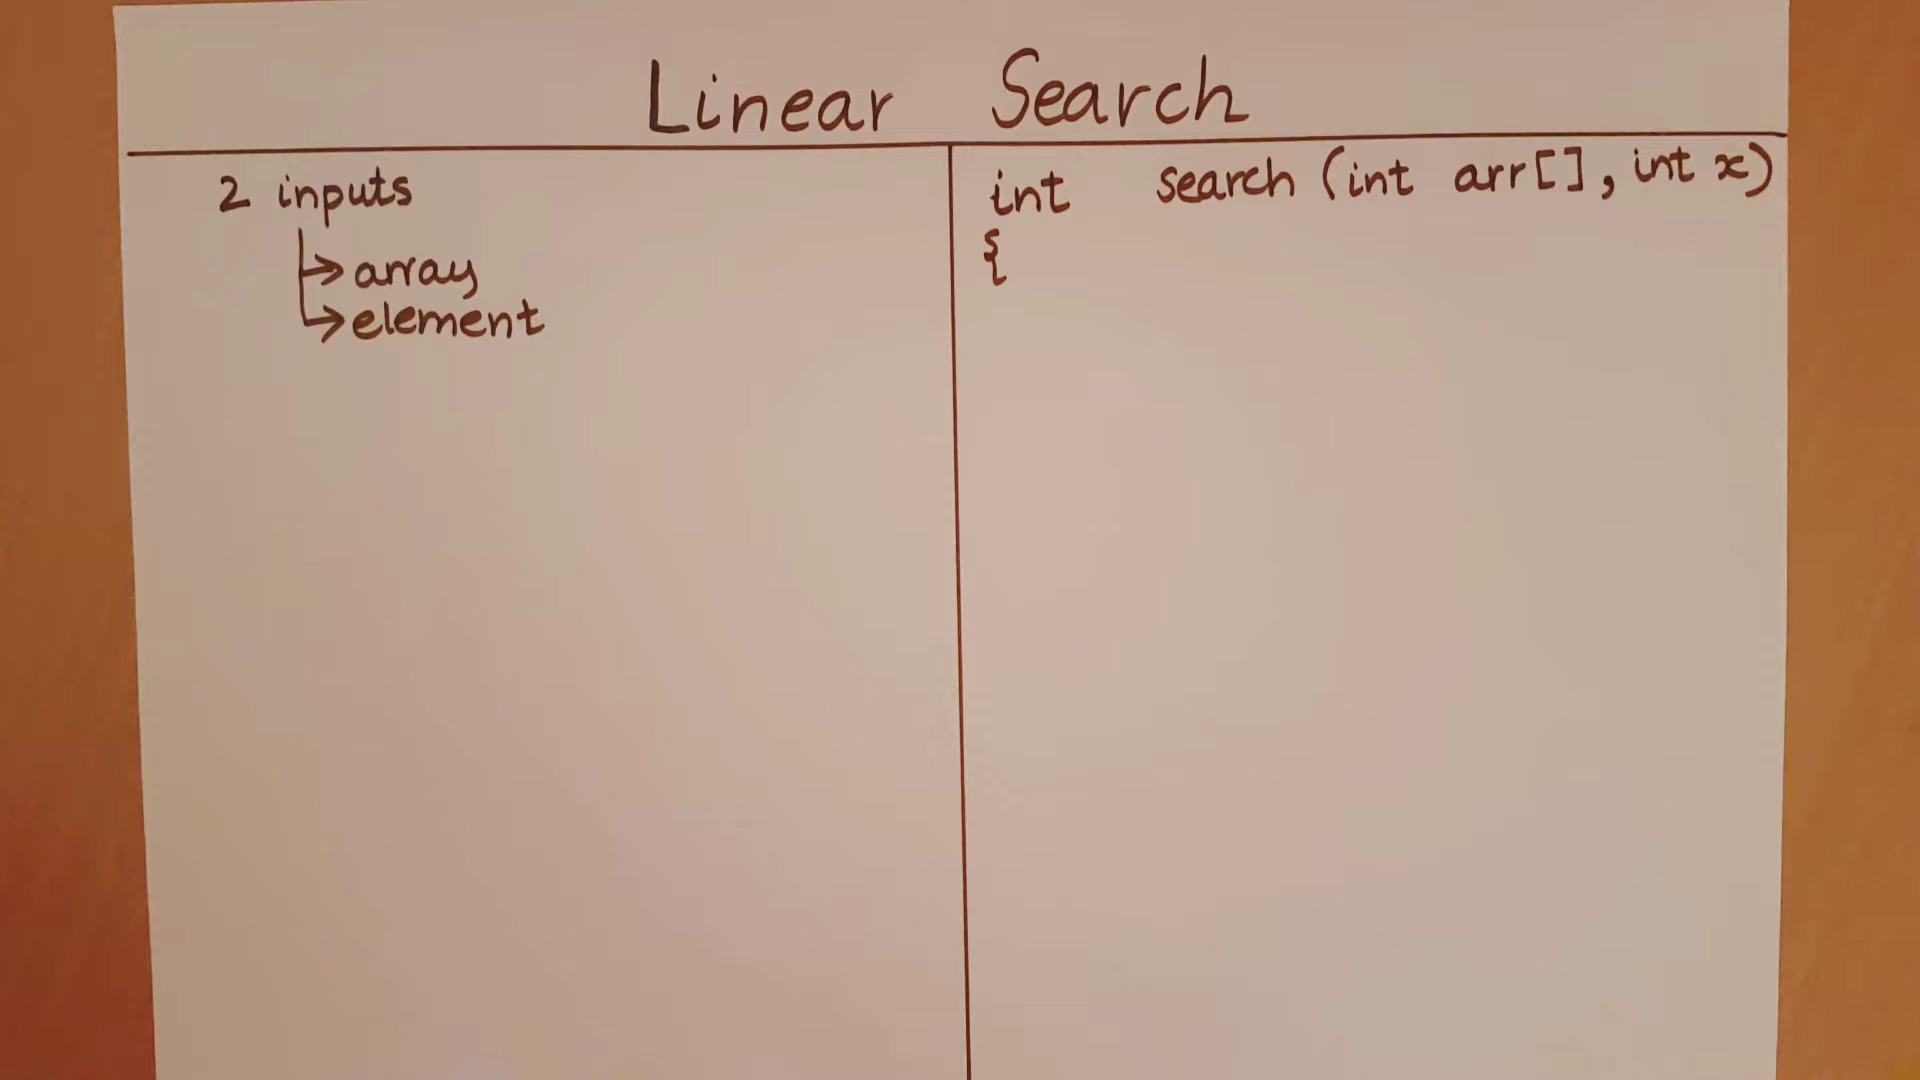 Linear Search
2 inputs
array
element
int search (int arr[], int x)
{